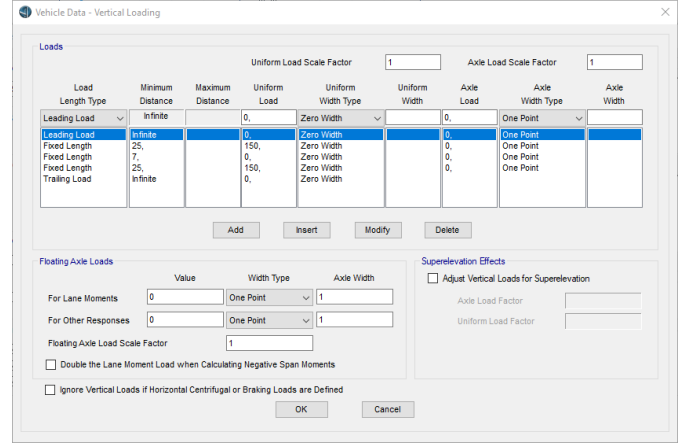 Vehicle Data - Vertical Loading
Loads
Uniform Load Scale Factor 1 Axle Load Scale Factor 1
Load Length Type Minimum Distance Maximum Distance Uniform Load Uniform Width Type Uniform Width Axle Load Axle Width Type Axle Width
Leading Load Infinite 0, Zero Width 0, One Point
Leading Load Infinite 0, Zero Width 0, One Point
Fixed Length 25, 150, Zero Width 0, One Point
Fixed Length 7, 0, Zero Width 0, One Point
Fixed Length 25, 150, Zero Width 0, One Point
Trailing Load Infinite 0, Zero Width
Add Insert Modify Delete
Floating Axle Loads
Value Width Type Axle Width
For Lane Moments 0 One Point 1
For Other Responses 0 One Point 1
Floating Axle Load Scale Factor 1
Double the Lane Moment Load when Calculating Negative Span Moments
Superelevation Effects
Adjust Vertical Loads for Superelevation
Axle Load Factor
Uniform Load Factor
Ignore Vertical Loads if Horizontal Centrifugal or Braking Loads are Defined
OK Cancel